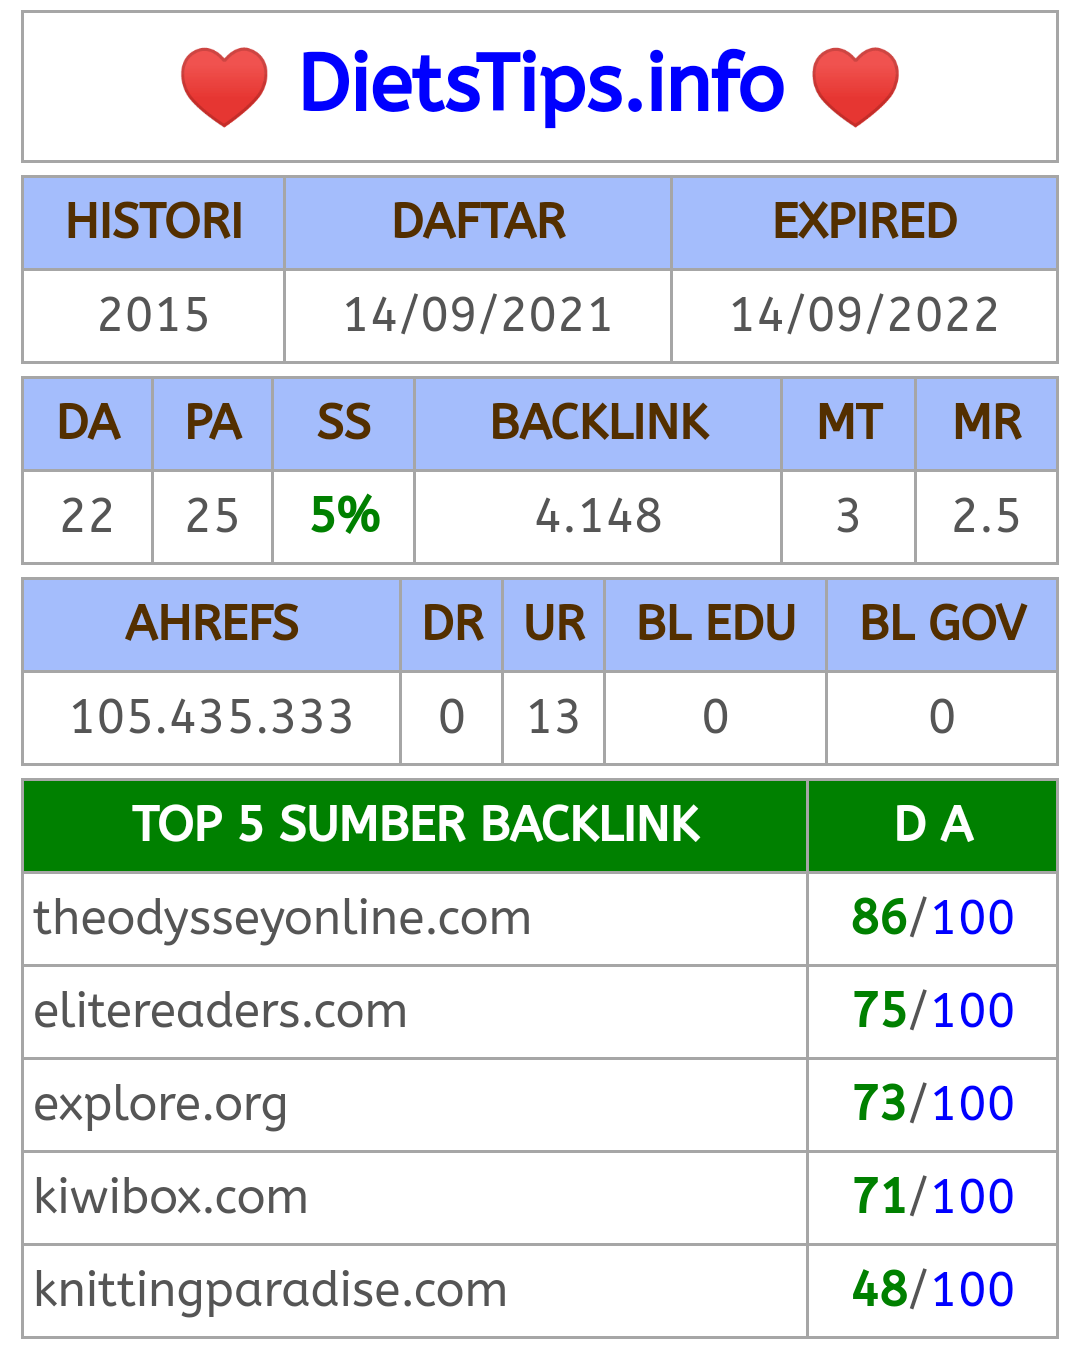 DietsTips.info
HISTORI DAFTAR EXPIRED
2015 14/09/2021 14/09/2022
DA PA SS BACKLINK MT MR
22 25 5% 4.148 3 2.5
AHREFS DR UR BL EDU BL GOV
105.435.333 0 13 0 0
TOP 5 SUMBER BACKLINK D A
theodysseyonline.com 86/100
elitereaders.com 75/100
explore.org 73/100
kiwibox.com 71/100
knittingparadise.com 48/100